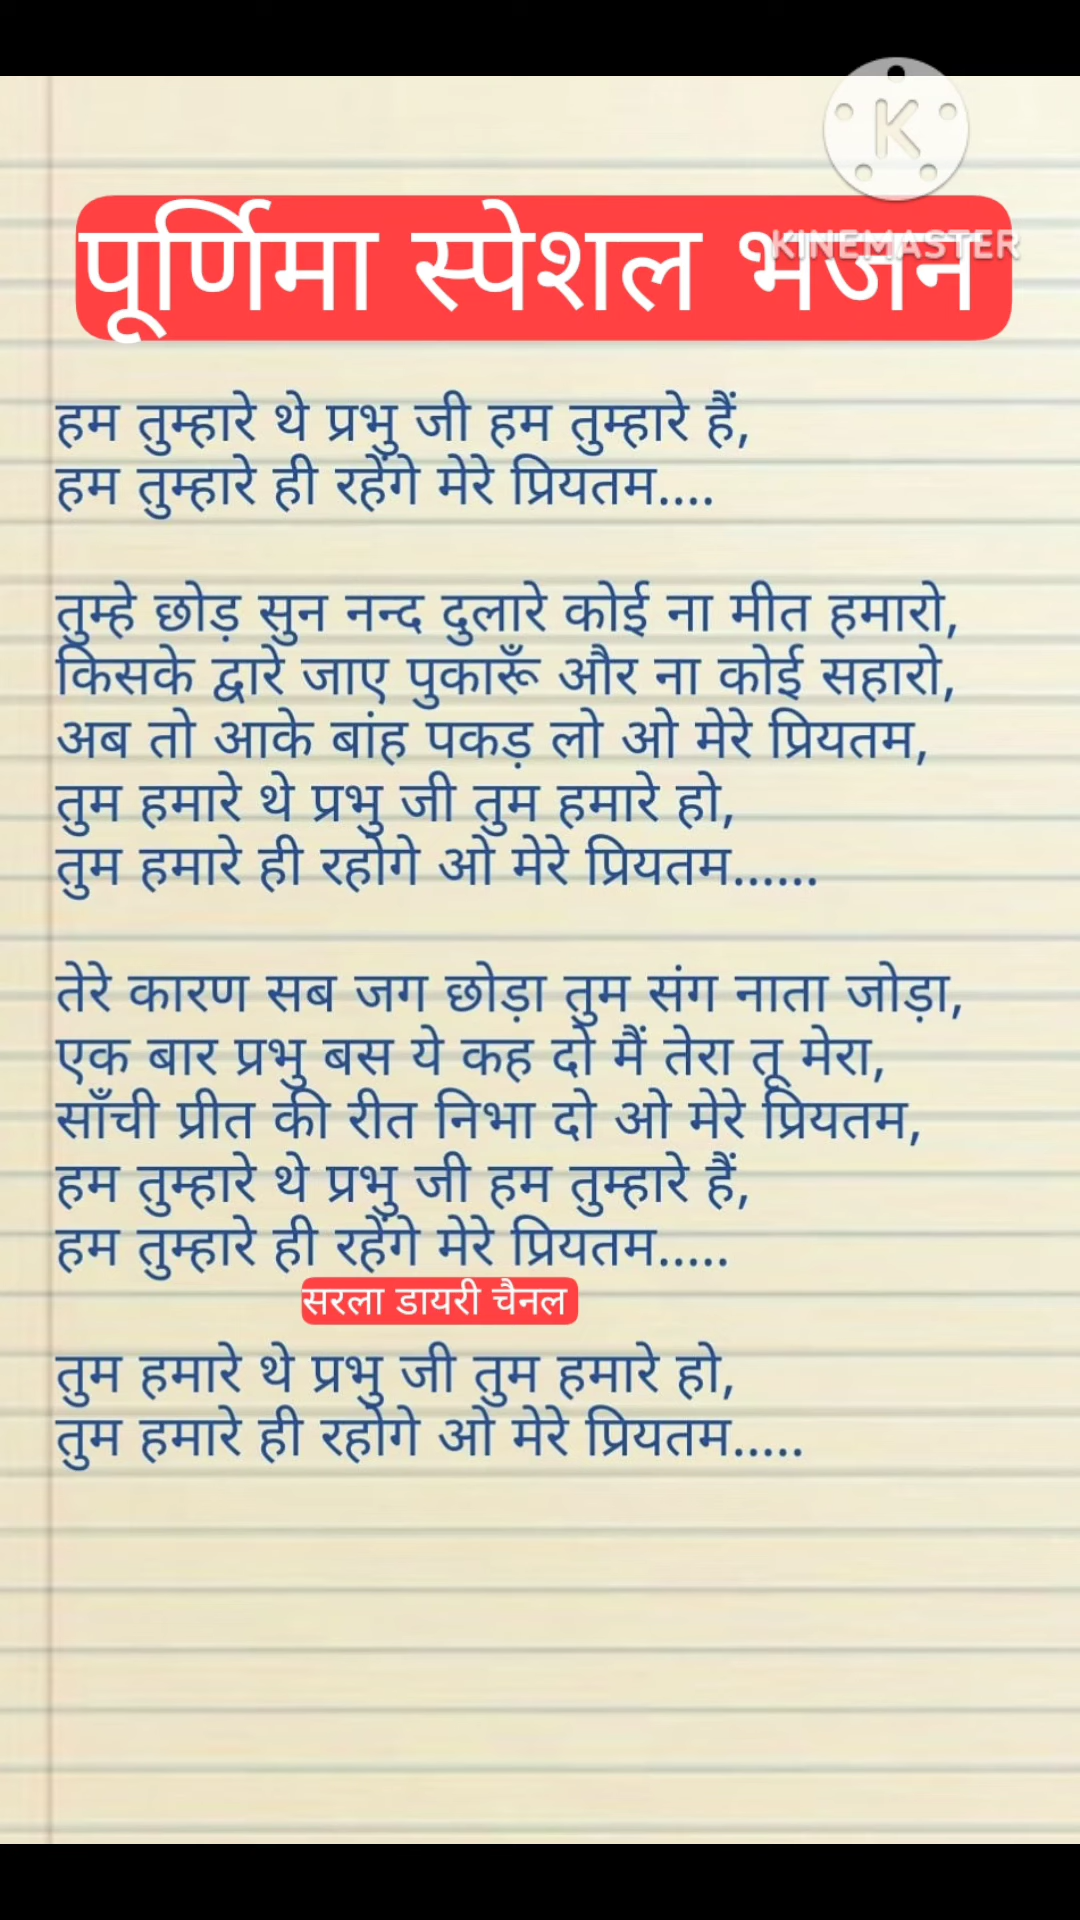 KINEMASTER
पूर्णिमा स्पेशल भजन
हम तुम्हारे थे प्रभु जी हम तुम्हारे हैं,
हम तुम्हारे ही रहेंगे मेरे प्रियतम....
तुम्हे छोड़ सुन नन्द दुलारे कोई ना मीत हमारो,
किसके द्वारे जाए पुकारूँ और ना कोई सहारो,
अब तो आके बांह पकड़ लो ओ मेरे प्रियतम,
तुम हमारे थे प्रभु जी तुम हमारे हो,
तुम हमारे ही रहोगे ओ मेरे प्रियतम......
तेरे कारण सब जग छोड़ा तुम संग नाता जोड़ा,
एक बार प्रभु बस ये कह दो मैं तेरा तू मेरा,
साँची प्रीत की रीत निभा दो ओ मेरे प्रियतम,
हम तुम्हारे थे प्रभु जी हम तुम्हारे हैं,
हम तुम्हारे ही रहेंगे मेरे प्रियतम.....
सरला डायरी चैनल
तुम हमारे थे प्रभु जी तुम हमारे हो,
तुम हमारे ही रहोगे ओ मेरे प्रियतम.....